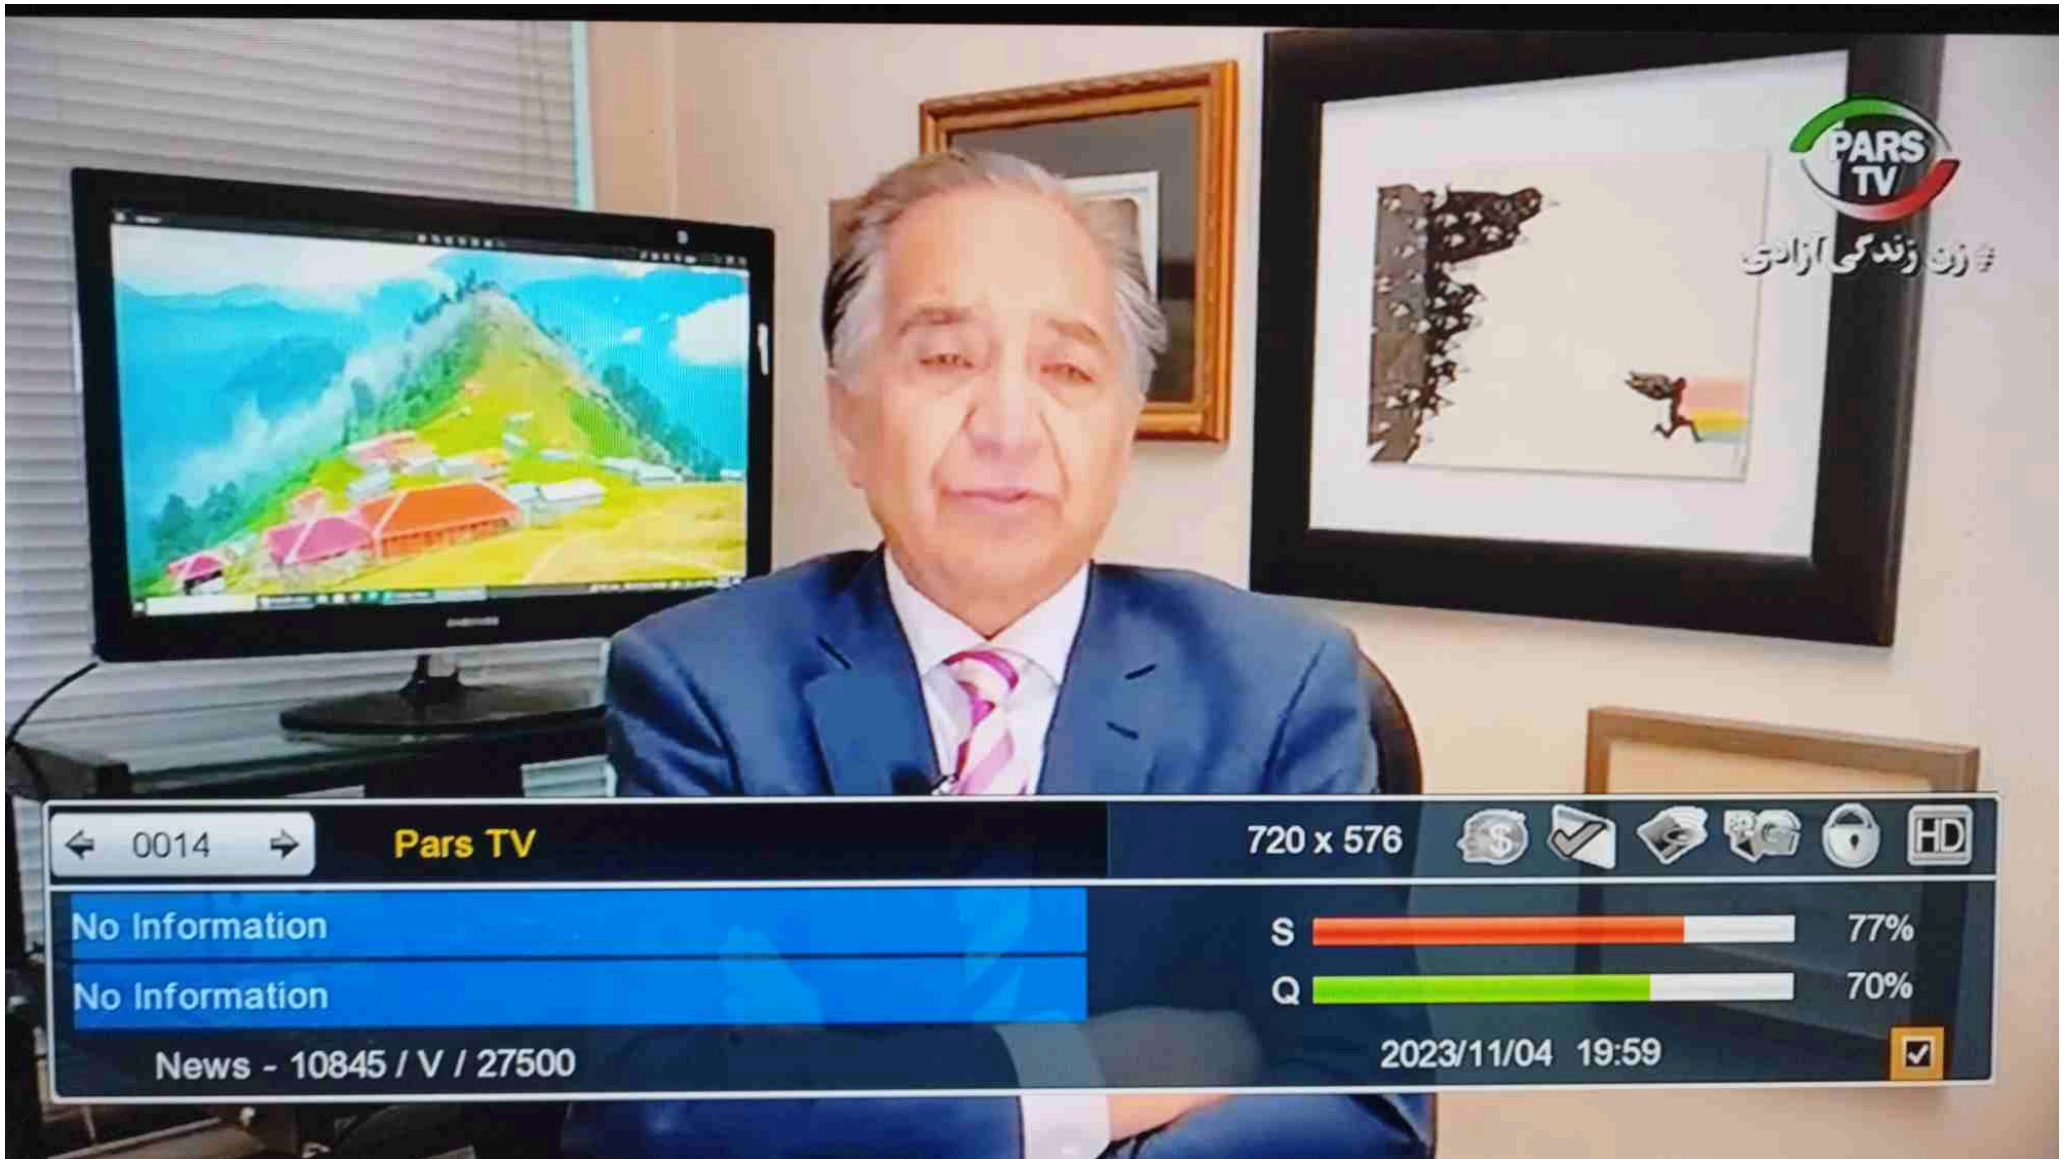 PARS
TV
# زن زندگی آزادی
0014
Pars TV
720 x 576
HD
No Information
S
77%
No Information
Q
70%
News - 10845 / V / 27500
2023/11/04 19:59